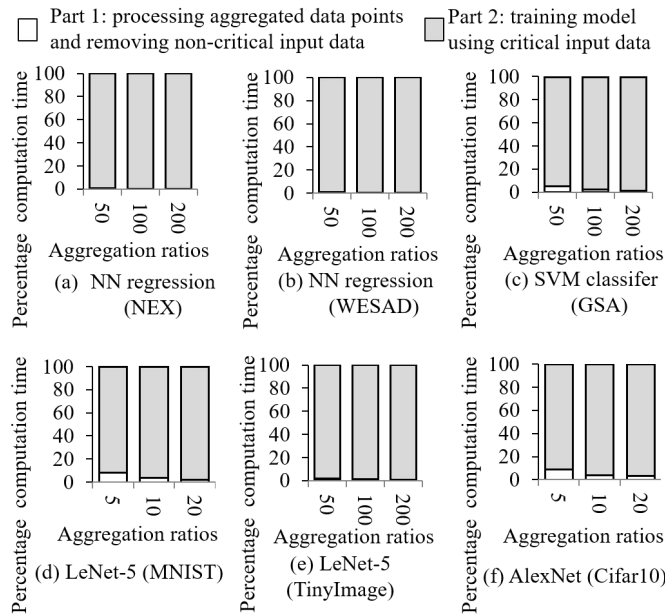 Part 1: processing aggregated data points
and removing non-critical input data
Part 2: training model
using critical input data
Percentage computation time
100
80
60
40
20
0
50
100
200
Aggregation ratios
(a) NN regression
(NEX)
Percentage computation time
100
80
60
40
20
0
50
100
200
Aggregation ratios
(b) NN regression
(WESAD)
Percentage computation time
100
80
60
40
20
0
50
100
200
Aggregation ratios
(c) SVM classifer
(GSA)
Percentage computation time
100
80
60
40
20
0
5
10
20
Aggregation ratios
(d) LeNet-5 (MNIST)
Percentage computation time
100
80
60
40
20
0
50
100
200
Aggregation ratios
(e) LeNet-5
(TinyImage)
Percentage computation time
100
80
60
40
20
0
5
10
20
Aggregation ratios
(f) AlexNet (Cifar10)